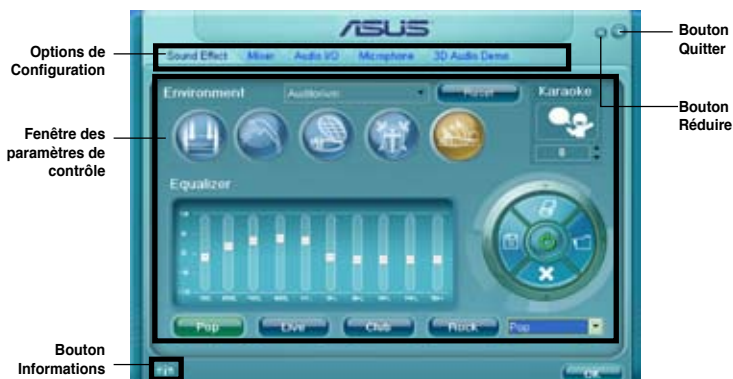 ASUS
Options de
Configuration
Sound Effect Mixer Audio I/O Microphone 3D Audio Demo
Bouton
Quitter
Bouton
Réduire
Environment Auditorium Reset Karaoke
Fenêtre des
paramètres de
contrôle
0
Equalizer
Pop Live Club Rock Pop
Bouton
Informations
OK